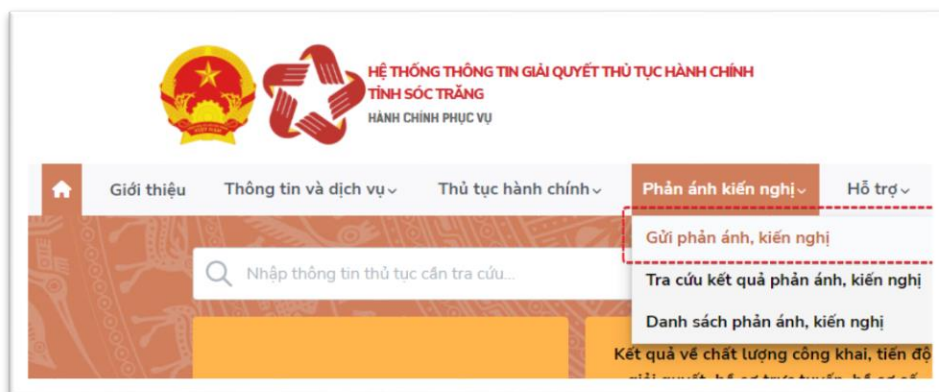 HỆ THỐNG THÔNG TIN GIẢI QUYẾT THỦ TỤC HÀNH CHÍNH
TỈNH SÓC TRĂNG
HÀNH CHÍNH PHỤC VỤ
VIỆT NAM
Giới thiệu Thông tin và dịch vụ Thủ tục hành chính Phản ánh kiến nghị Hỗ trợ
Gửi phản ánh, kiến nghị
Nhập thông tin thủ tục cần tra cứu...
Tra cứu kết quả phản ánh, kiến nghị
Danh sách phản ánh, kiến nghị
Kết quả về chất lượng công khai, tiến độ